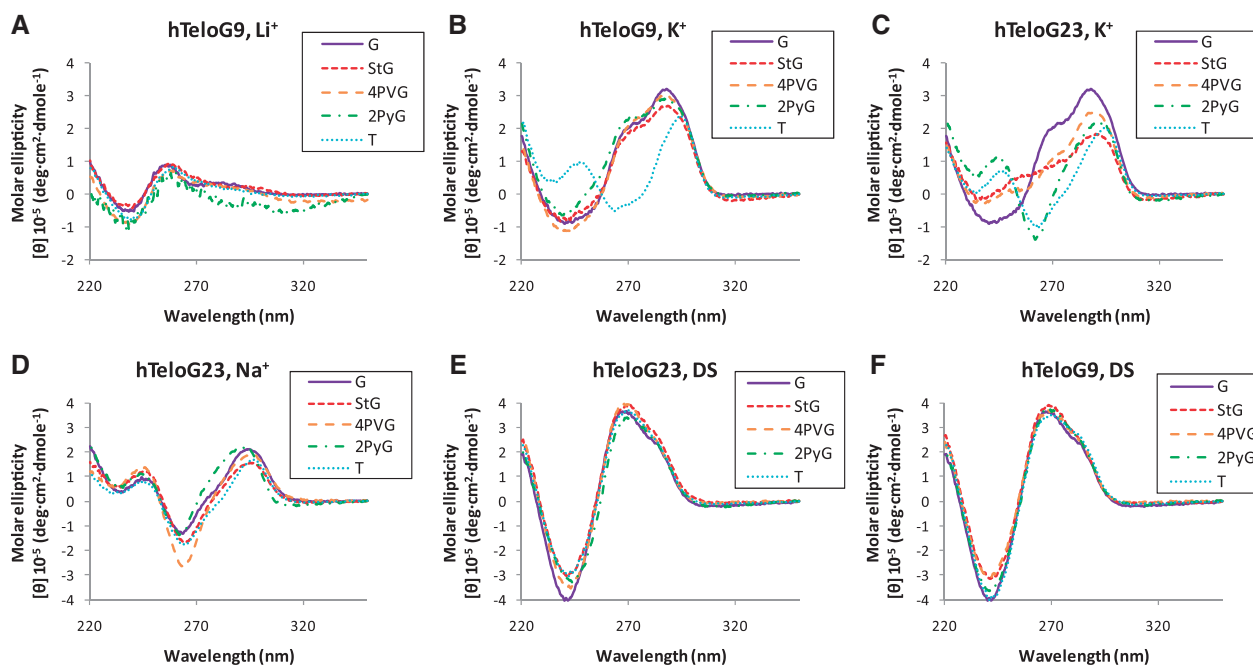 A
hTeloG9, Li⁺
G
StG
4PVG
2PyG
T
Molar ellipticity
[θ] 10⁻⁵ (deg·cm²·dmole⁻¹)
4
3
2
1
0
-1
-2
220
270
320
Wavelength (nm)
B
hTeloG9, K⁺
G
StG
4PVG
2PyG
T
Molar ellipticity
[θ] 10⁻⁵ (deg·cm²·dmole⁻¹)
4
3
2
1
0
-1
-2
220
270
320
Wavelength (nm)
C
hTeloG23, K⁺
G
StG
4PVG
2PyG
T
Molar ellipticity
[θ] 10⁻⁵ (deg·cm²·dmole⁻¹)
4
3
2
1
0
-1
-2
220
270
320
Wavelength (nm)
D
hTeloG23, Na⁺
G
StG
4PVG
2PyG
T
Molar ellipticity
[θ] 10⁻⁵ (deg·cm²·dmole⁻¹)
4
3
2
1
0
-1
-2
-3
-4
220
270
320
Wavelength (nm)
E
hTeloG23, DS
G
StG
4PVG
2PyG
T
Molar ellipticity
[θ] 10⁻⁵ (deg·cm²·dmole⁻¹)
4
3
2
1
0
-1
-2
-3
-4
220
270
320
Wavelength (nm)
F
hTeloG9, DS
G
StG
4PVG
2PyG
T
Molar ellipticity
[θ] 10⁻⁵ (deg·cm²·dmole⁻¹)
4
3
2
1
0
-1
-2
-3
-4
220
270
320
Wavelength (nm)